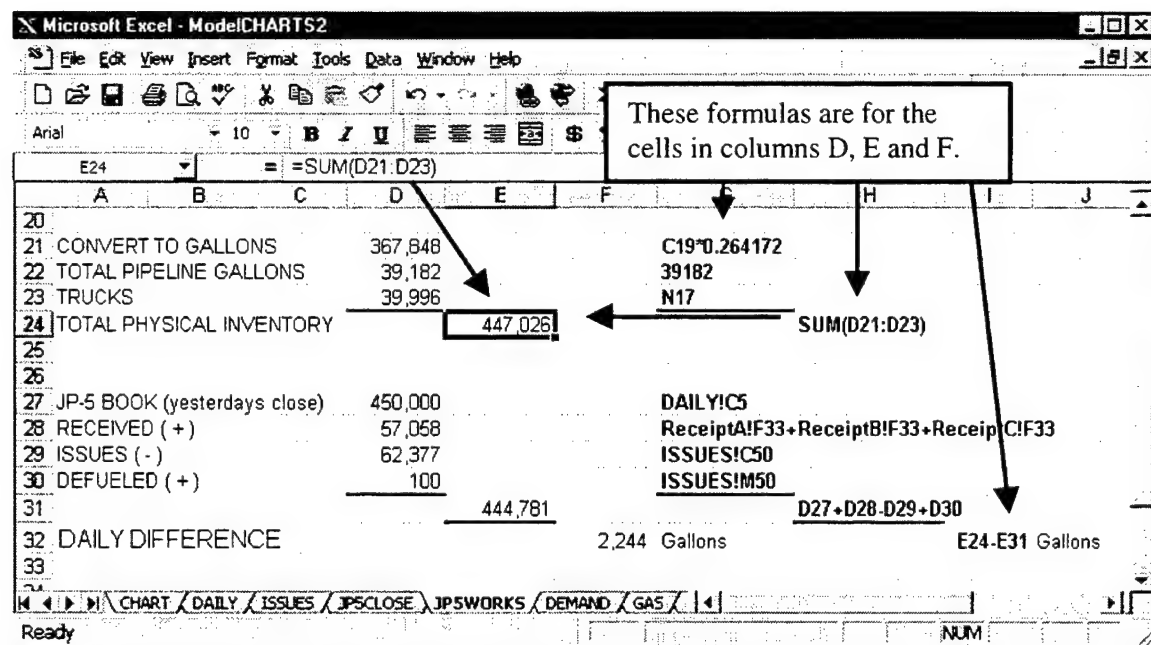 Microsoft Excel - ModelCHARTS2
File Edit View Insert Format Tools Data Window Help
Arial 10 B I U $
These formulas are for the
cells in columns D, E and F.
E24 = =SUM(D21:D23)
A B C D E F G H I J
20
21 CONVERT TO GALLONS 367,848 C19*0.264172
22 TOTAL PIPELINE GALLONS 39,182 39182
23 TRUCKS 39,996 N17
24 TOTAL PHYSICAL INVENTORY 447,026 SUM(D21:D23)
25
26
27 JP-5 BOOK (yesterdays close) 450,000 DAILY!C5
28 RECEIVED (+) 57,058 ReceiptA!F33+ReceiptB!F33+ReceiptC!F33
29 ISSUES (-) 62,377 ISSUES!C50
30 DEFUELED (+) 100 ISSUES!M50
31 444,781 D27+D28-D29+D30
32 DAILY DIFFERENCE 2,244 Gallons E24-E31 Gallons
33
CHART DAILY ISSUES JP5CLOSE JP5WORKS DEMAND GAS
Ready NUM